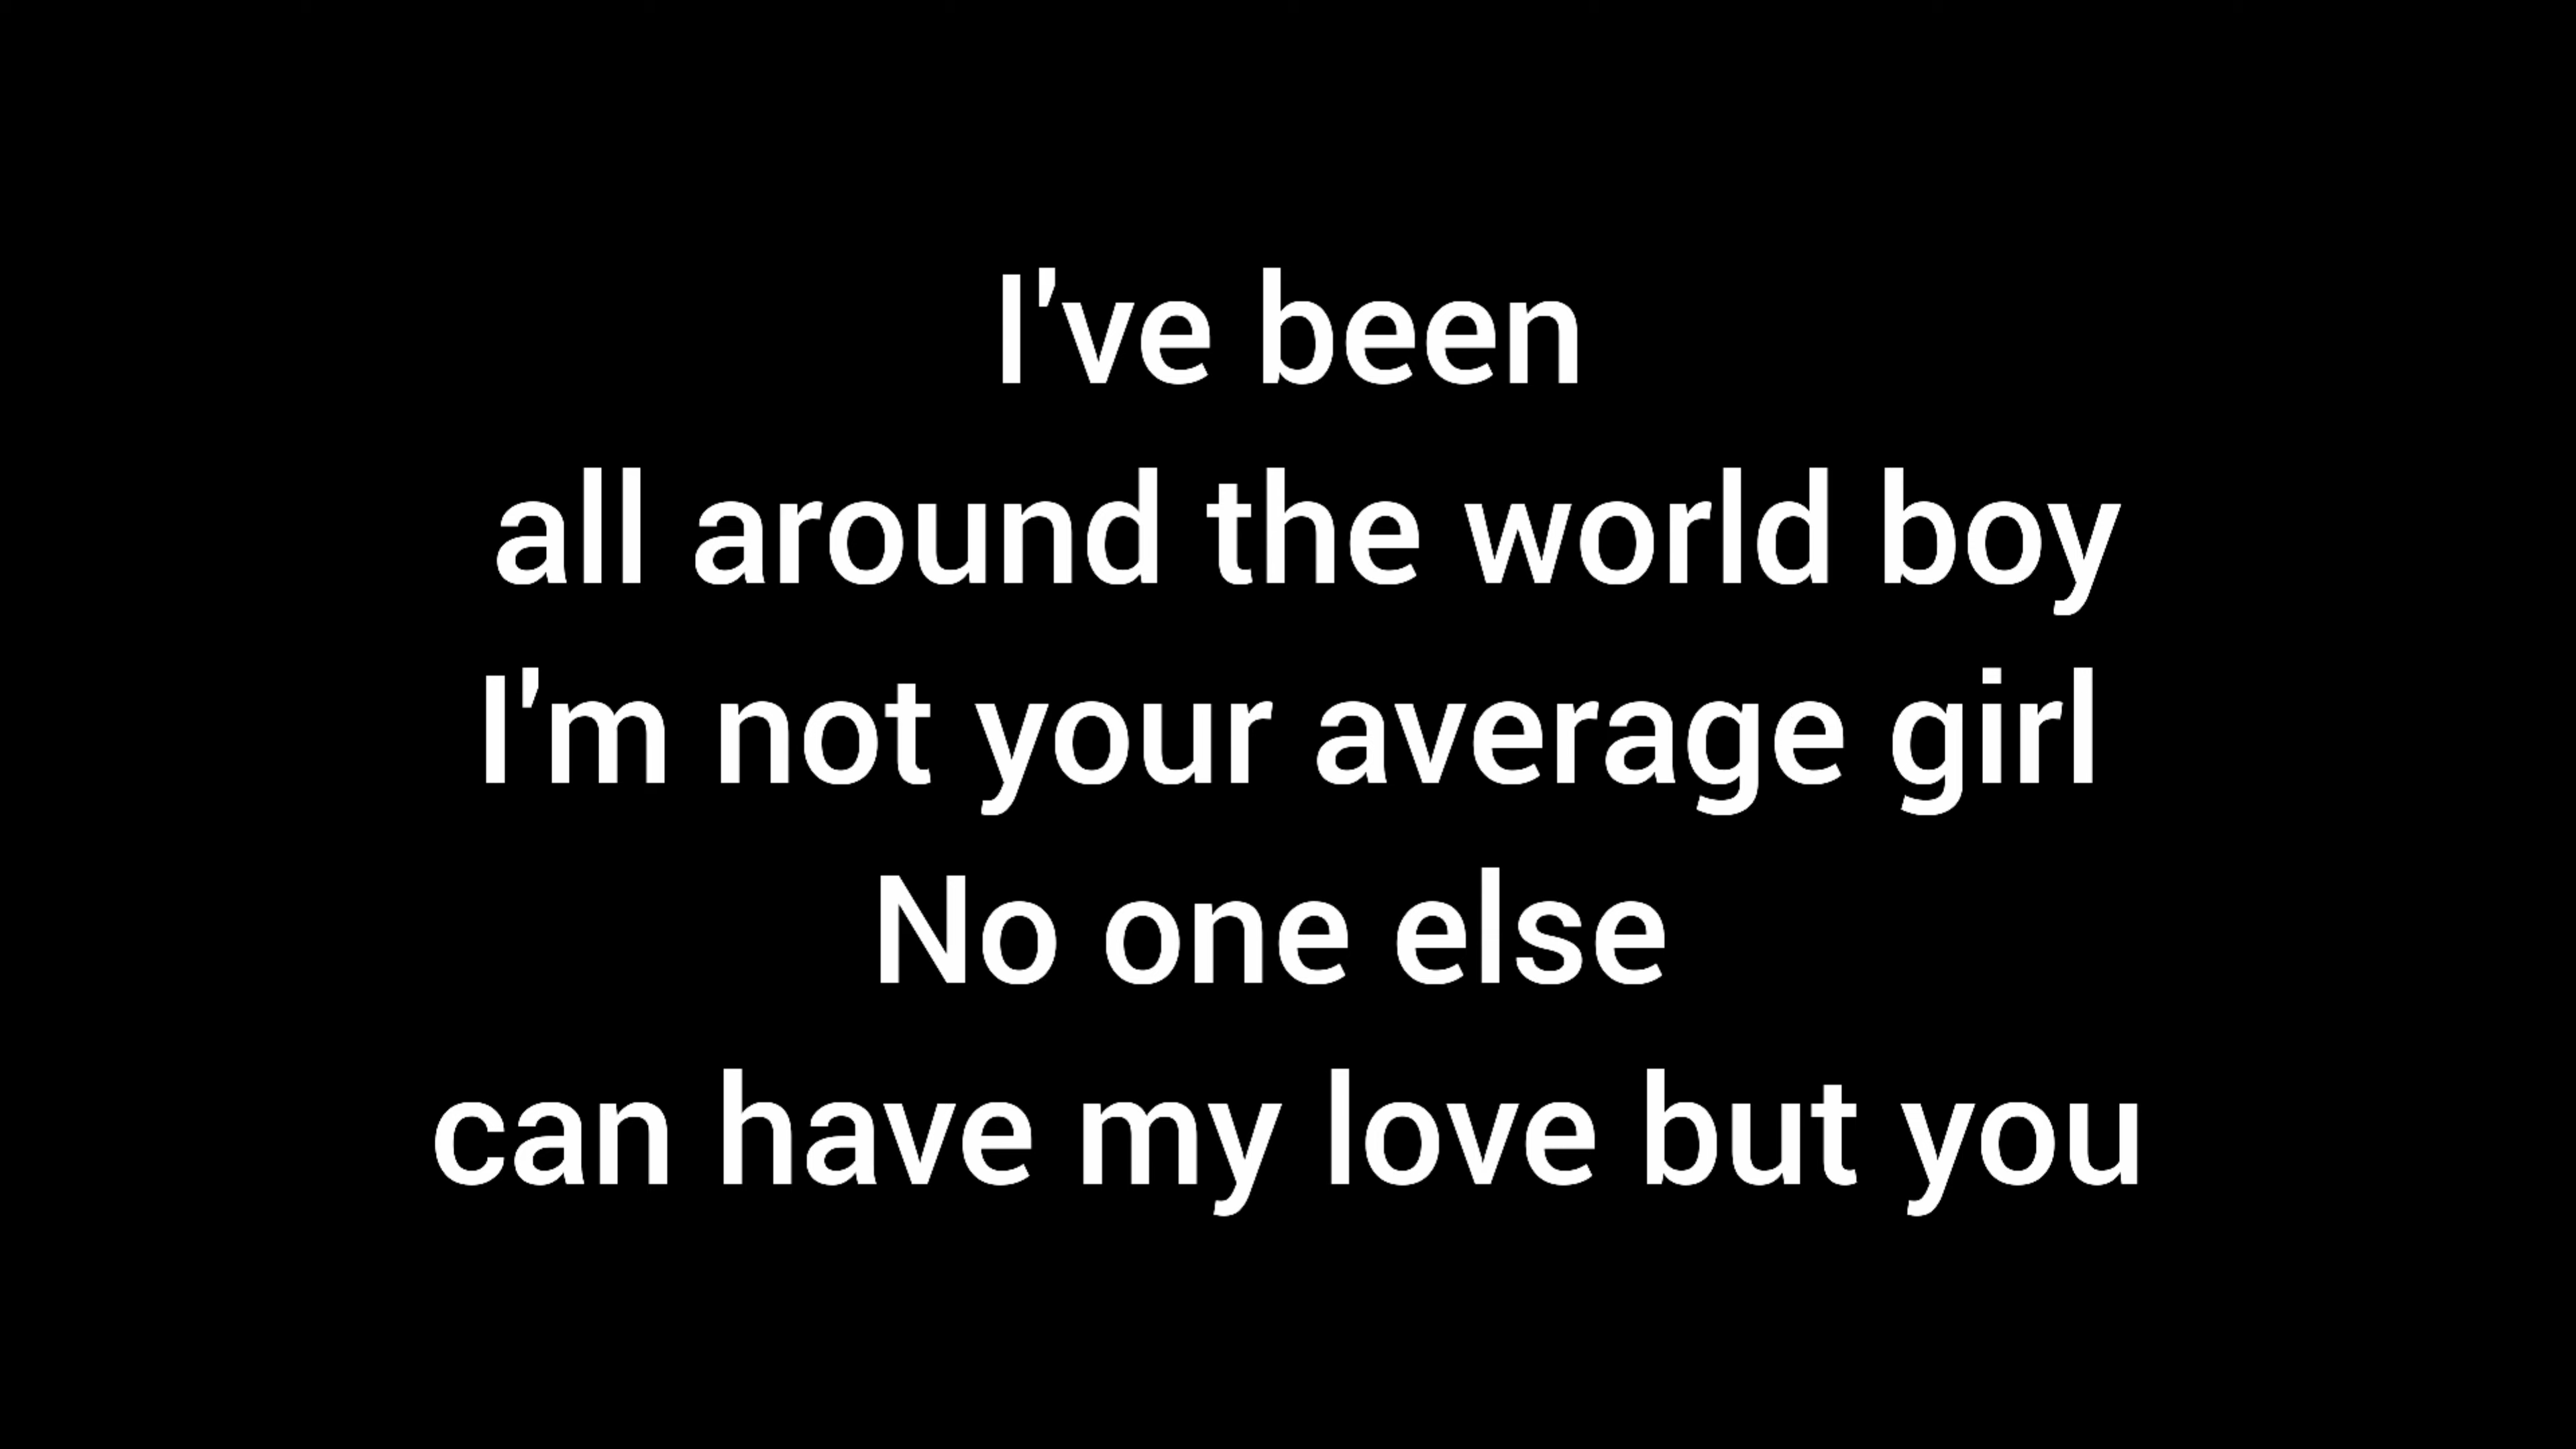 I've been
all around the world boy
I'm not your average girl
No one else
can have my love but you